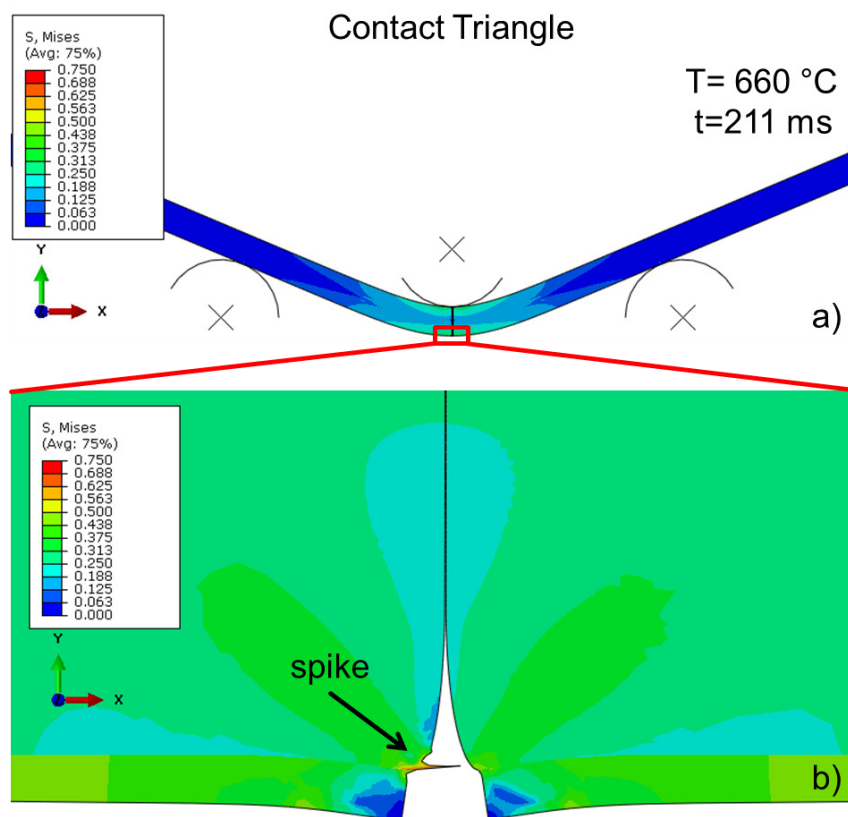 Contact Triangle
S, Mises
(Avg: 75%)
0.750
0.688
0.625
0.563
0.500
0.438
0.375
0.313
0.250
0.188
0.125
0.063
0.000
T= 660 °C
t=211 ms
Y
Z
X
a)
S, Mises
(Avg: 75%)
0.750
0.688
0.625
0.563
0.500
0.438
0.375
0.313
0.250
0.188
0.125
0.063
0.000
Y
Z
X
spike
b)